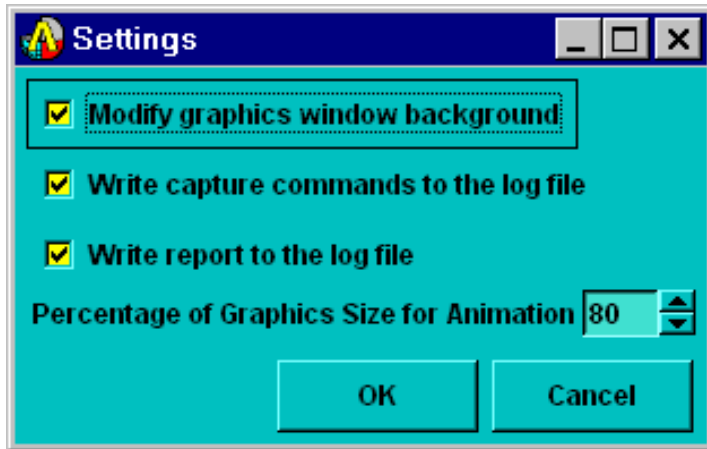 Settings
Modify graphics window background
Write capture commands to the log file
Write report to the log file
Percentage of Graphics Size for Animation 80
OK Cancel